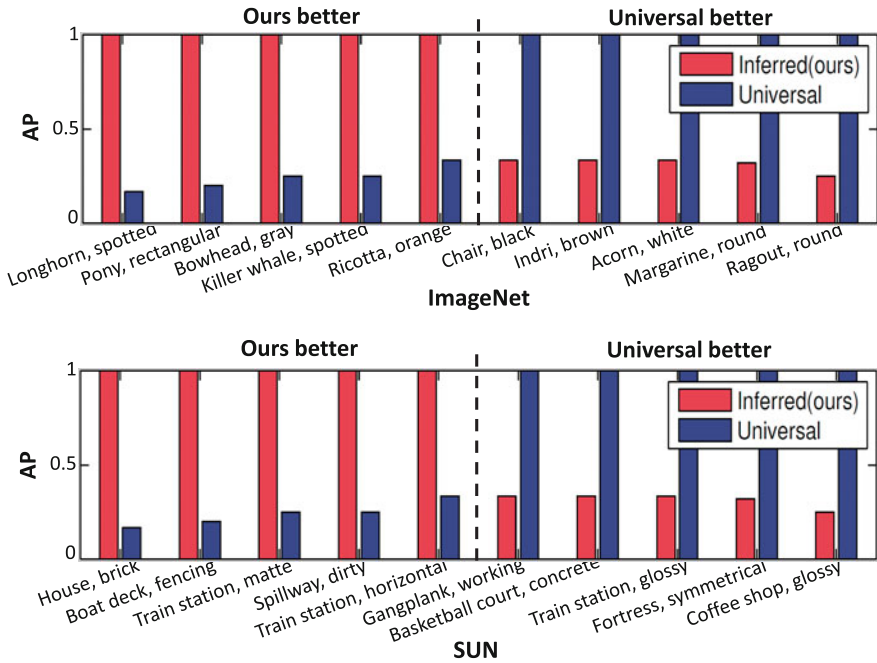 Ours better
Universal better
1
0.5
0
AP
Inferred(ours)
Universal
Longhorn, spotted
Pony, rectangular
Bowhead, gray
Killer whale, spotted
Ricotta, orange
Chair, black
Indri, brown
Acorn, white
Margarine, round
Ragout, round
ImageNet
Ours better
Universal better
1
0.5
0
AP
Inferred(ours)
Universal
House, brick
Boat deck, fencing
Train station, matte
Spillway, dirty
Train station, horizontal
Gangplank, working
Basketball court, concrete
Train station, glossy
Fortress, symmetrical
Coffee shop, glossy
SUN